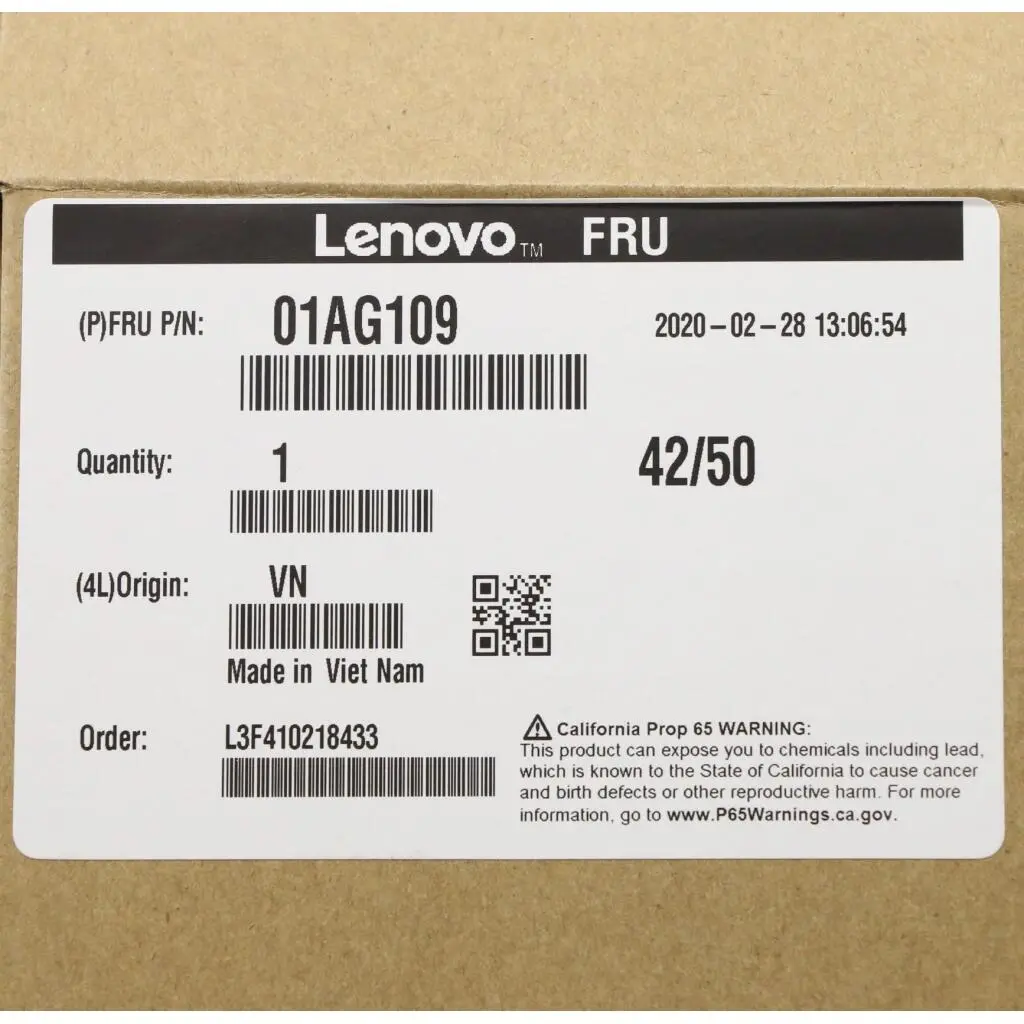 Lenovo™ FRU
(P)FRU P/N: 01AG109 2020-02-28 13:06:54
Quantity: 1 42/50
(4L)Origin: VN
Made in Viet Nam
Order: L3F410218433
⚠ California Prop 65 WARNING:
This product can expose you to chemicals including lead,
which is known to the State of California to cause cancer
and birth defects or other reproductive harm. For more
information, go to www.P65Warnings.ca.gov.